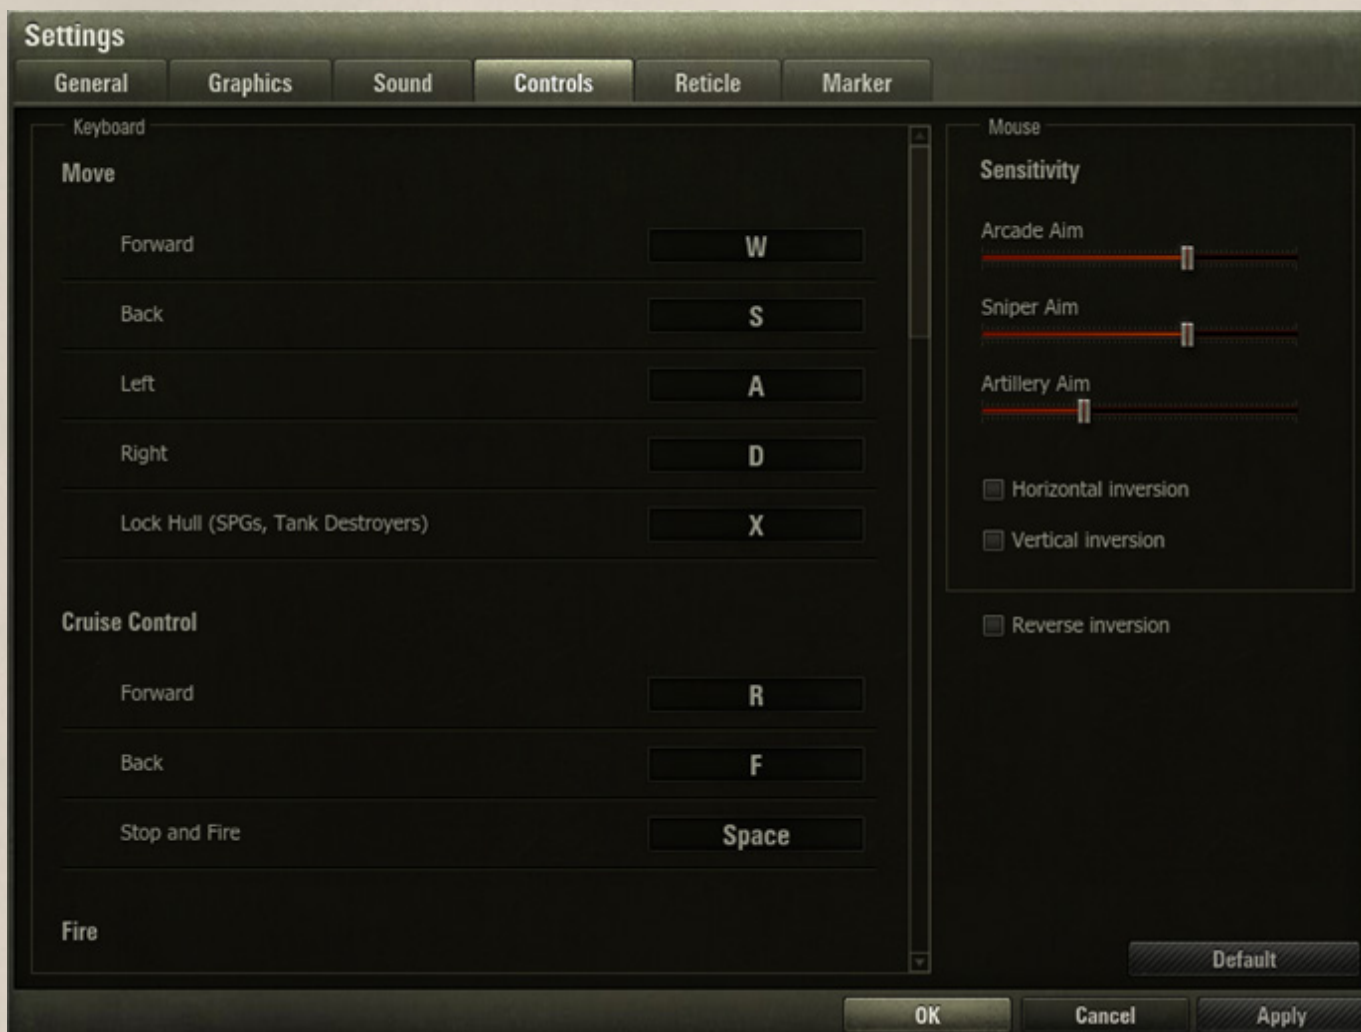 Settings
General Graphics Sound Controls Reticle Marker
Keyboard
Move
Forward W
Back S
Left A
Right D
Lock Hull (SPGs, Tank Destroyers) X
Cruise Control
Forward R
Back F
Stop and Fire Space
Fire
Mouse
Sensitivity
Arcade Aim
Sniper Aim
Artillery Aim
Horizontal inversion
Vertical inversion
Reverse inversion
Default
OK Cancel Apply